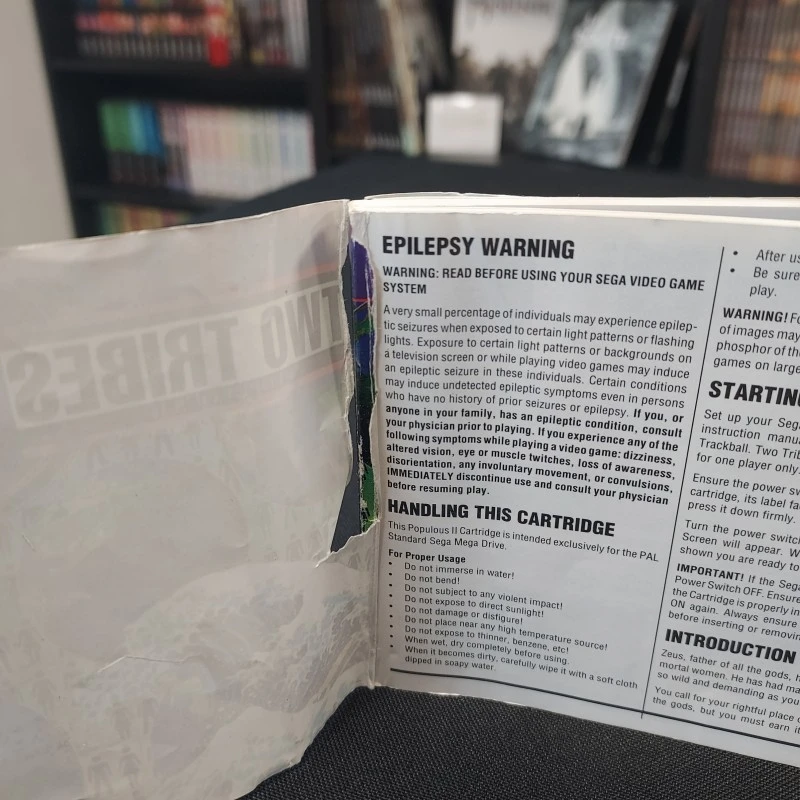 TWO TRIBES
EPILEPSY WARNING
WARNING: READ BEFORE USING YOUR SEGA VIDEO GAME
SYSTEM
A very small percentage of individuals may experience epilep-
tic seizures when exposed to certain light patterns or flashing
lights. Exposure to certain light patterns or backgrounds on
a television screen or while playing video games may induce
an epileptic seizure in these individuals. Certain conditions
may induce undetected epileptic symptoms even in persons
who have no history of prior seizures or epilepsy. If you, or
anyone in your family, has an epileptic condition, consult
your physician prior to playing. If you experience any of the
following symptoms while playing a video game: dizziness,
altered vision, eye or muscle twitches, loss of awareness,
disorientation, any involuntary movement, or convulsions,
IMMEDIATELY discontinue use and consult your physician
before resuming play.
HANDLING THIS CARTRIDGE
This Populous II Cartridge is intended exclusively for the PAL
Standard Sega Mega Drive.
For Proper Usage
• Do not immerse in water!
• Do not bend!
• Do not subject to any violent impact!
• Do not expose to direct sunlight!
• Do not damage or disfigure!
• Do not place near any high temperature source!
• Do not expose to thinner, benzine, etc!
• When wet, dry completely before using.
• When it becomes dirty, carefully wipe it with a soft cloth
dipped in soapy water.
• After us
• Be sure
play.
WARNING! Fo
of images may
phosphor of th
games on large
STARTING
Set up your Sega
instruction manu
Trackball. Two Trib
for one player only.
Ensure the power sw
cartridge, its label fa
press it down firmly.
Turn the power switch
Screen will appear. W
shown you are ready to
IMPORTANT! If the Sega
Power Switch OFF. Ensure
the Cartridge is properly in
ON again. Always ensure
before inserting or removin
INTRODUCTION
Zeus, father of all the gods, h
mortal women. He has had ma
so wild and demanding as you
You call for your rightful place o
the gods, but you must earn it